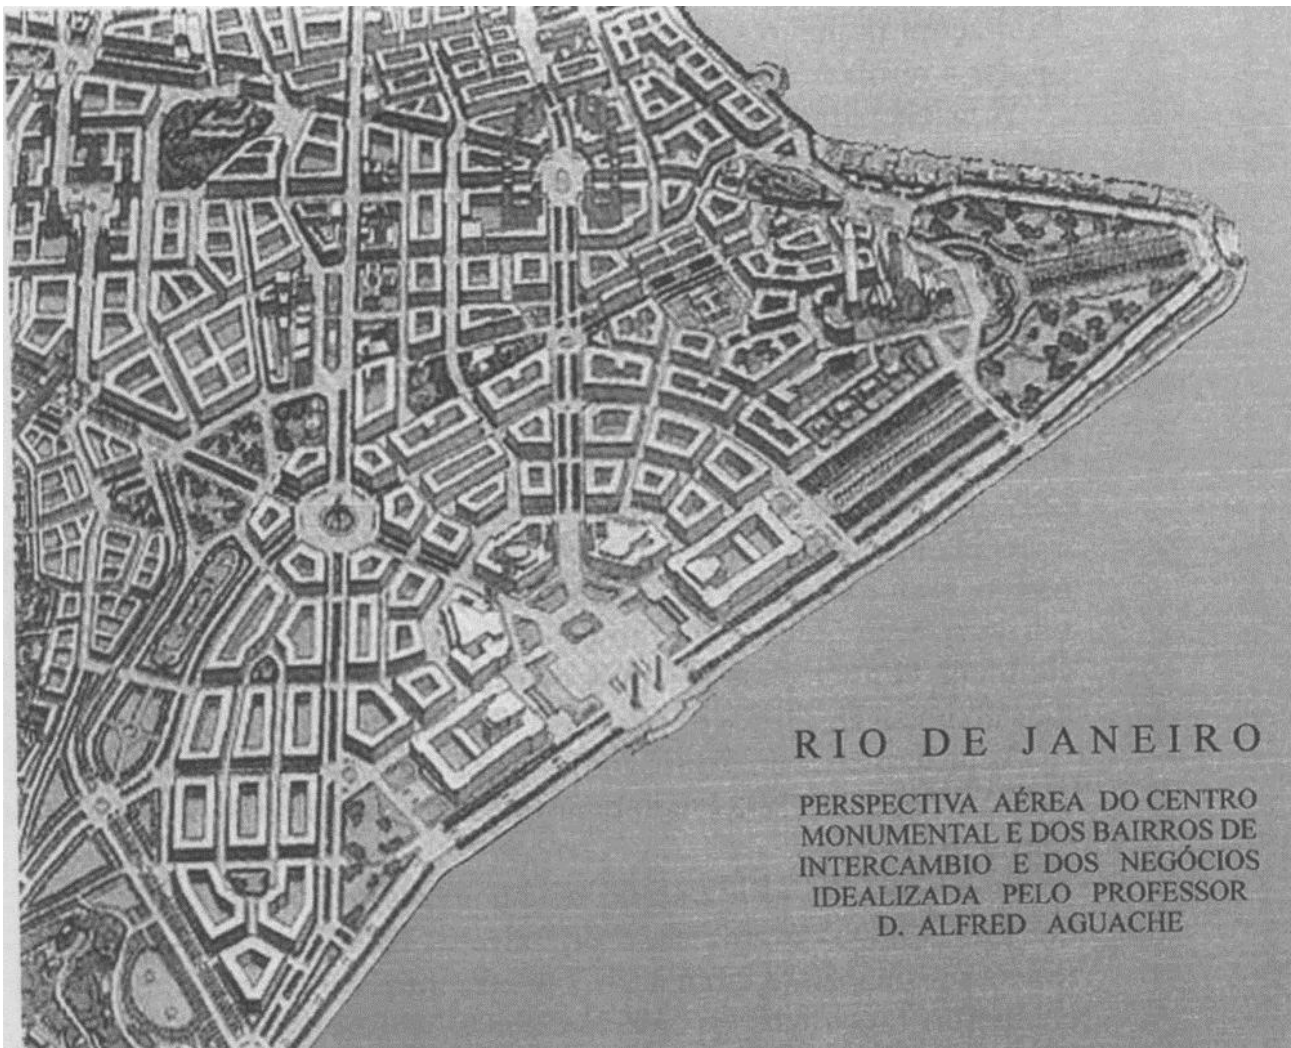 RIO DE JANEIRO
PERSPECTIVA AÉREA DO CENTRO
MONUMENTAL E DOS BAIRROS DE
INTERCAMBIO E DOS NEGÓCIOS
IDEALIZADA PELO PROFESSOR
D. ALFRED AGUACHE